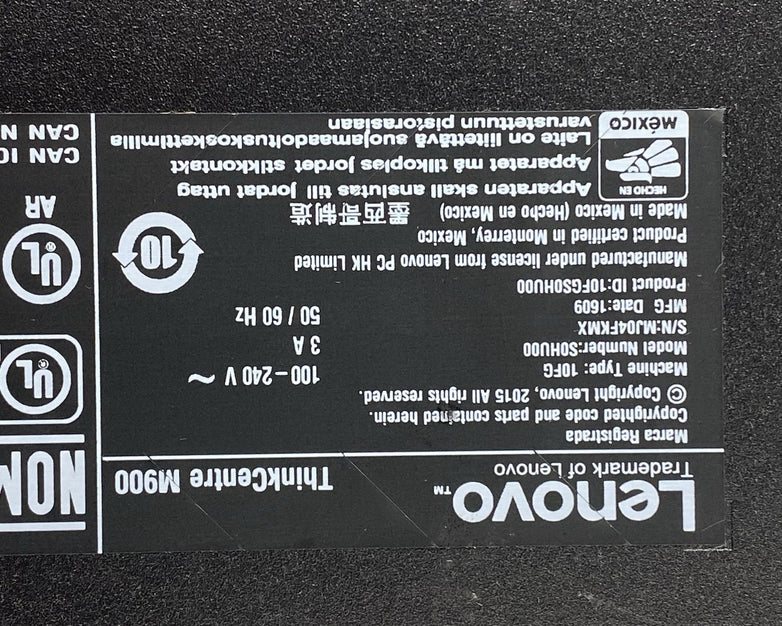 Lenovo™
Trademark of Lenovo
ThinkCentre M900
Marca Registrada
Copyrighted code and parts contained herein.
© Copyright Lenovo, 2015 All rights reserved.
Machine Type: 10FG
Model Number:S0HU00
S/N:MJ04FKMX
MFG Date:1609
Product ID:10FGS0HU00
100-240 V ~
3 A
50 / 60 Hz
Manufactured under license from Lenovo PC HK Limited
Product certified in Monterrey, Mexico
Made in Mexico (Hecho en Mexico) 墨西哥制造
Apparaten skall anslutas till jordat uttag
Apparatet må tilkoples jordet stikkontakt
Laite on liitettävä suojamaadoituskoskettimilla
varustettuun pistorasiaan
HECHO EN
MÉXICO
10
NOM
UL
UL
AR
CAN IC
CAN N